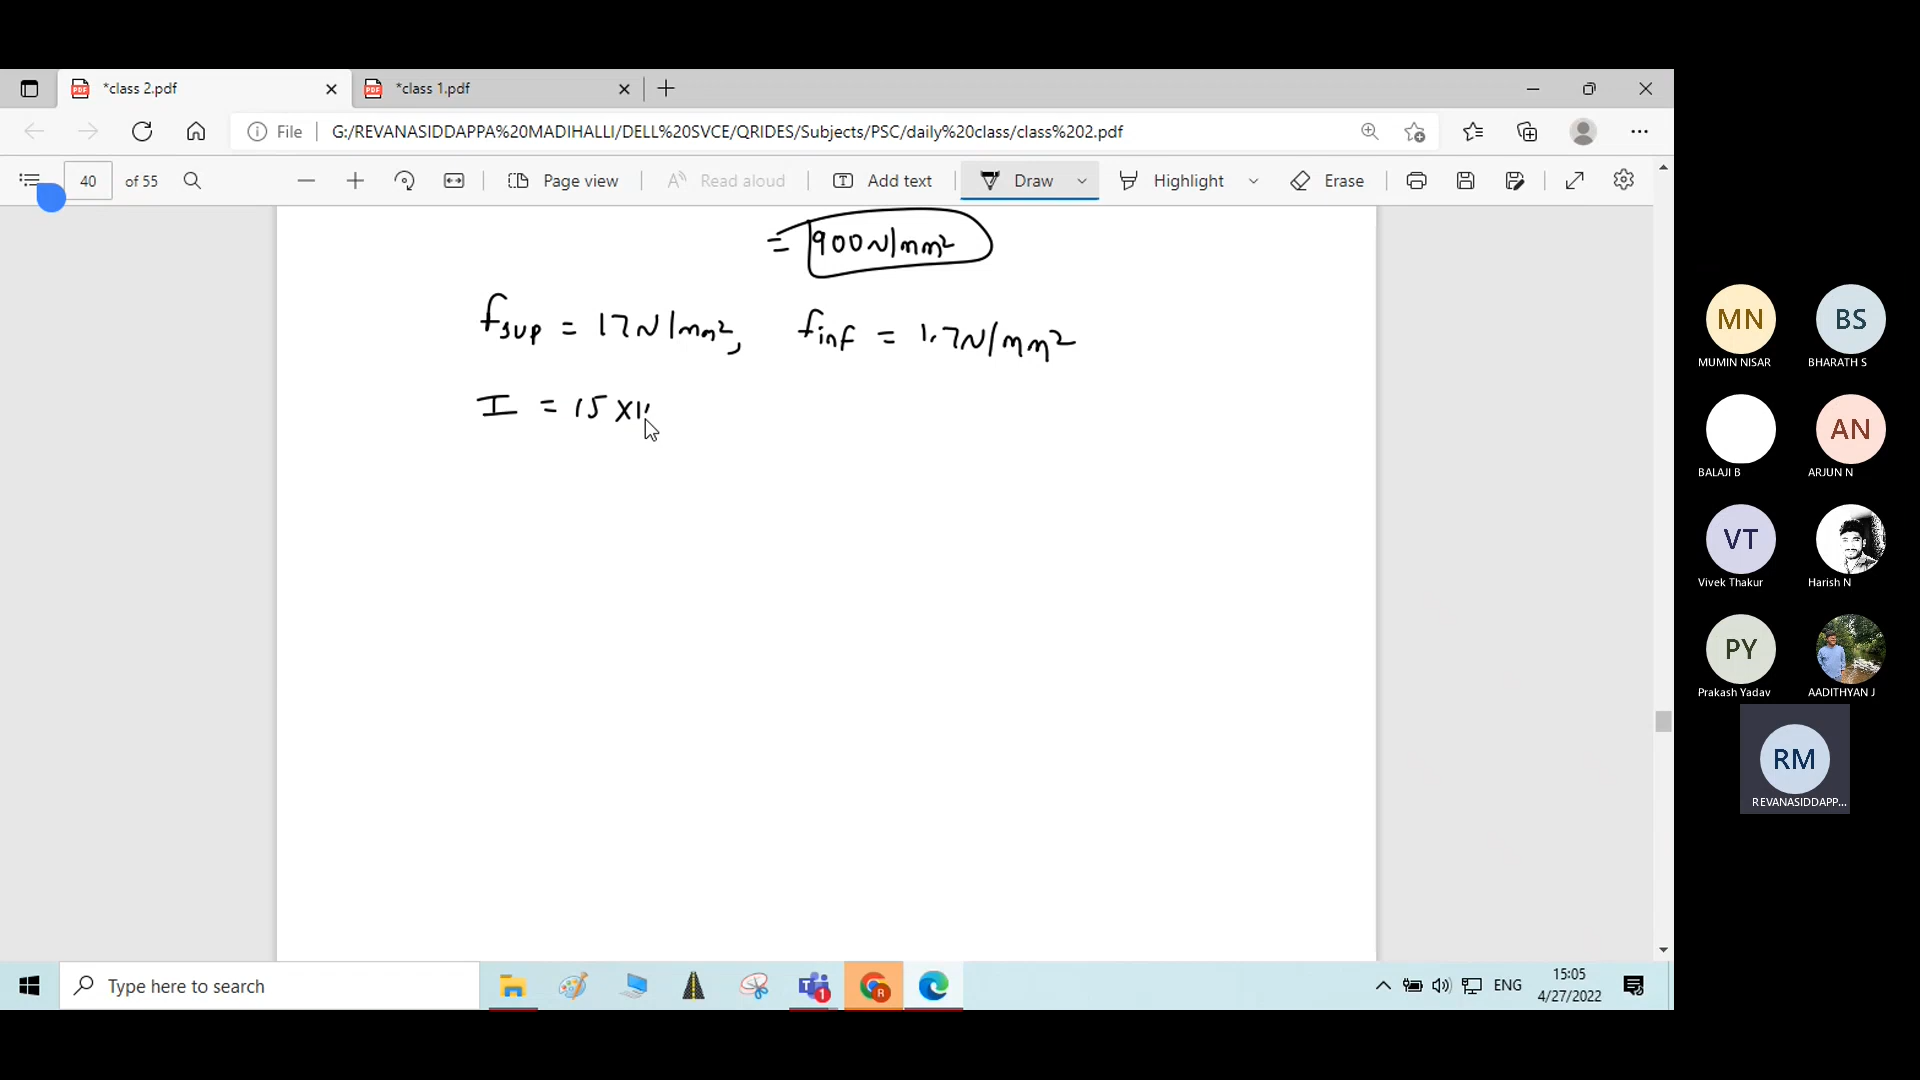 *class 2.pdf
*class 1.pdf
File
G:/REVANASIDDAPPA%20MADIHALLI/DELL%20SVCE/QRIDES/Subjects/PSC/daily%20class/class%202.pdf
40 of 55
Page view
Read aloud
Add text
Draw
Highlight
Erase
= 900N/mm²
fsup = 17N/mm², finf = 1.7N/mm²
I = 15 x1
MN
MUMIN NISAR
BS
BHARATH S
BALAJI B
AN
ARJUN N
VT
Vivek Thakur
Harish N
PY
Prakash Yadav
AADITHYAN J
RM
REVANASIDDAPP...
Type here to search
1
R
ENG
15:05
4/27/2022